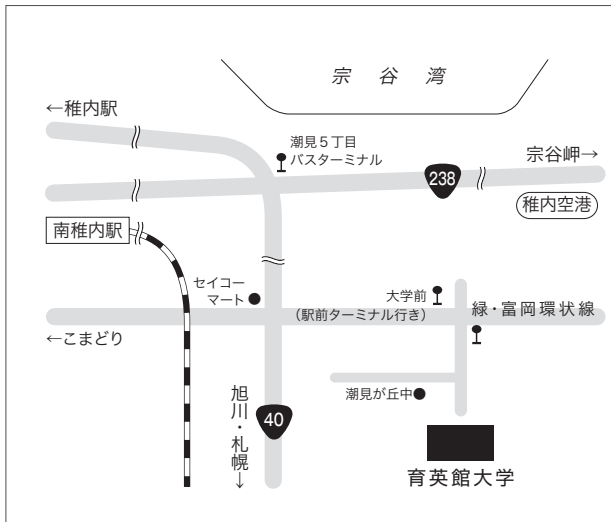 宗谷湾
←稚内駅
潮見5丁目
バスターミナル
宗谷岬→
238
稚内空港
南稚内駅
セイコー
マート
大学前
（駅前ターミナル行き）
緑・富岡環状線
←こまどり
潮見が丘中
旭川・札幌→
40
育英館大学